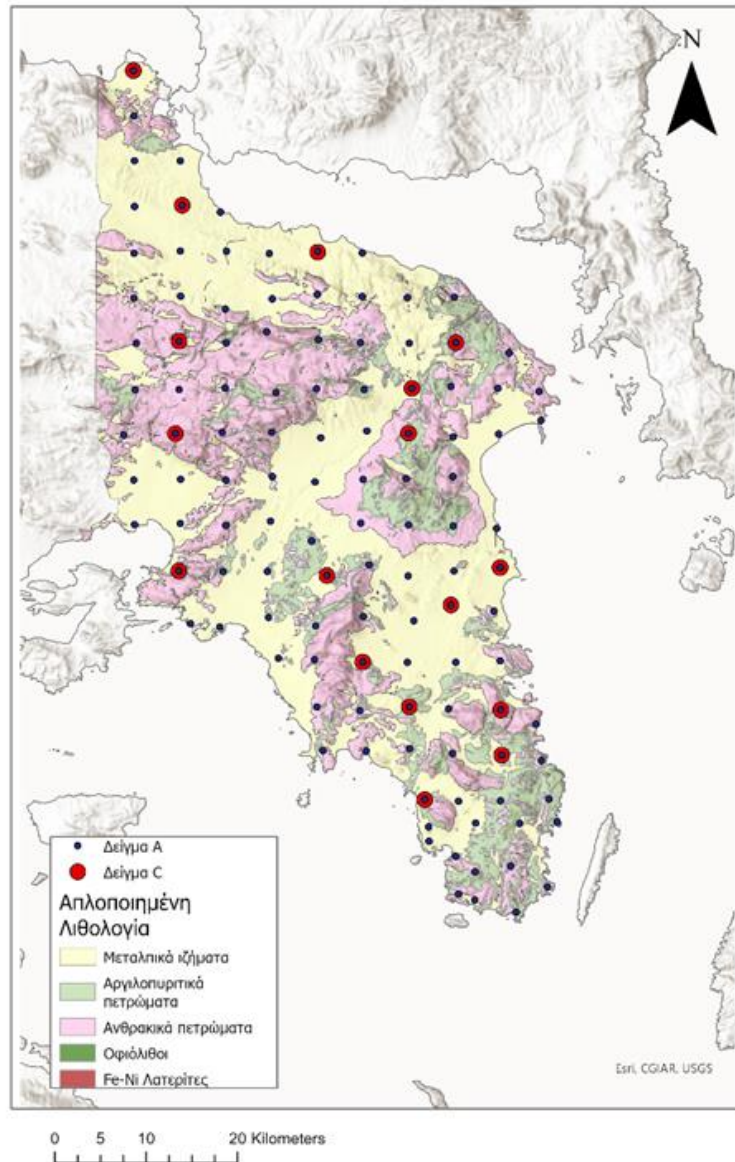 N
Δείγμα A
Δείγμα C
Απλοποιημένη
Λιθολογία
Μεταλπικά ιζήματα
Αργιλοπυριτικά
πετρώματα
Ανθρακικά πετρώματα
Οφιόλιθοι
Fe-Ni Λατερίτες
Esri, CGIAR, USGS
0 5 10 20 Kilometers